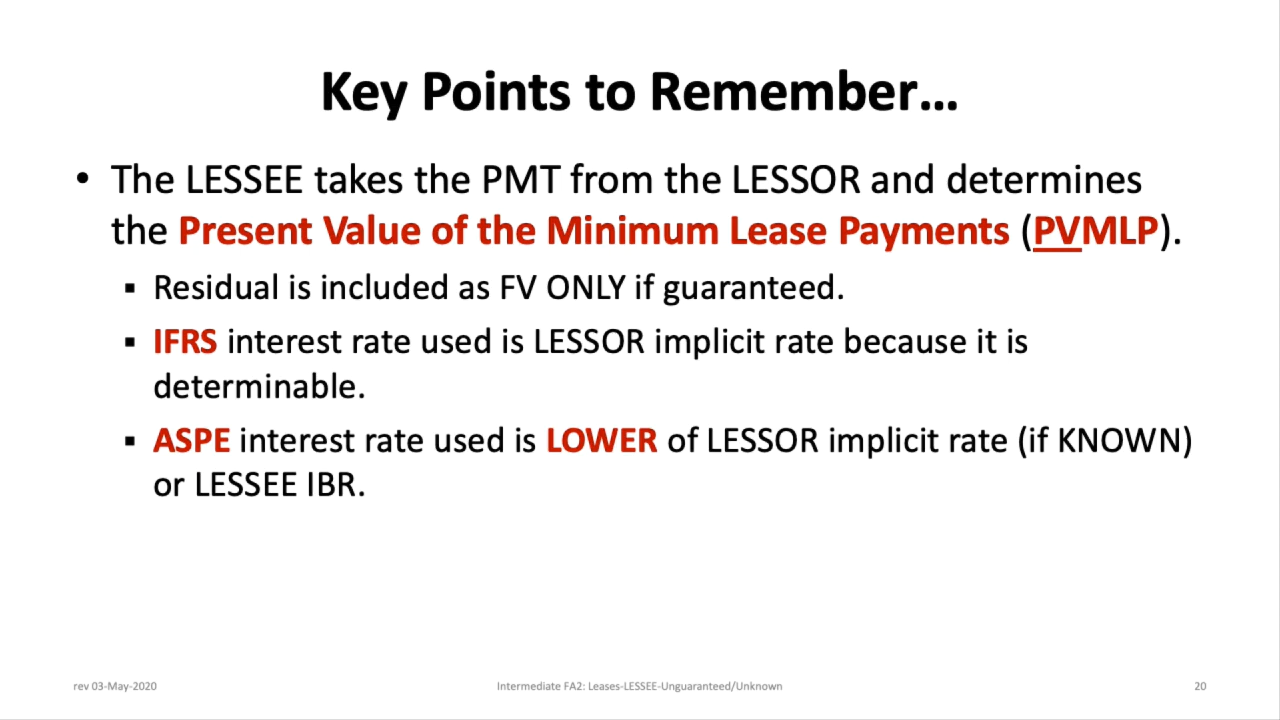 Key Points to Remember…
• The LESSEE takes the PMT from the LESSOR and determines
the Present Value of the Minimum Lease Payments (PVMLP).
▪ Residual is included as FV ONLY if guaranteed.
▪ IFRS interest rate used is LESSOR implicit rate because it is
determinable.
▪ ASPE interest rate used is LOWER of LESSOR implicit rate (if KNOWN)
or LESSEE IBR.
rev 03-May-2020
Intermediate FA2: Leases-LESSEE-Unguaranteed/Unknown
20